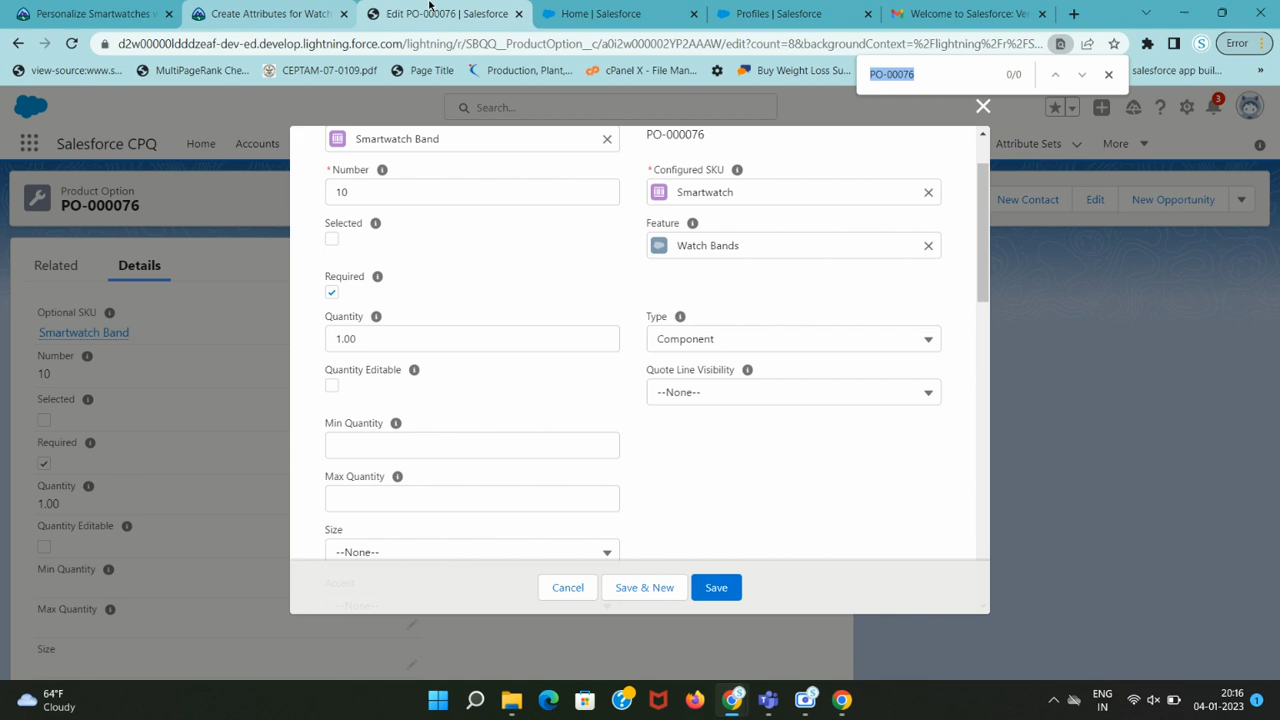 Personalize Smartwatches v
Create Attributes for Watch
Edit PO-000076 | Salesforce
Home | Salesforce
Profiles | Salesforce
Welcome to Salesforce: Ver
d2w00000ldddzeaf-dev-ed.develop.lightning.force.com/lightning/r/SBQQ__ProductOption__c/a0i2w000002YP2AAAW/edit?count=8&backgroundContext=%2Flightning%2Fr%2FS...
Error
view-source:www...
MultiPageRank Che...
CEPTAM-07-0109.pdf
Page Title
Production, Plant,...
cPanel X - File Man...
Buy Weight Loss Su...
salesforce app buil...
PO-00076
0/0
Search...
3
Salesforce CPQ
Home
Accounts
Attribute Sets
More
Product Option
PO-000076
New Contact
Edit
New Opportunity
Related
Details
Optional SKU
Smartwatch Band
Number
10
Selected
Required
Quantity
1.00
Quantity Editable
Min Quantity
Max Quantity
Size
Smartwatch Band
PO-000076
*Number
10
*Configured SKU
Smartwatch
Selected
Feature
Watch Bands
Required
Quantity
1.00
Type
Component
Quantity Editable
Quote Line Visibility
--None--
Min Quantity
Max Quantity
Size
--None--
Accent
--None--
Cancel
Save & New
Save
64°F
Cloudy
ENG
IN
20:16
04-01-2023
1